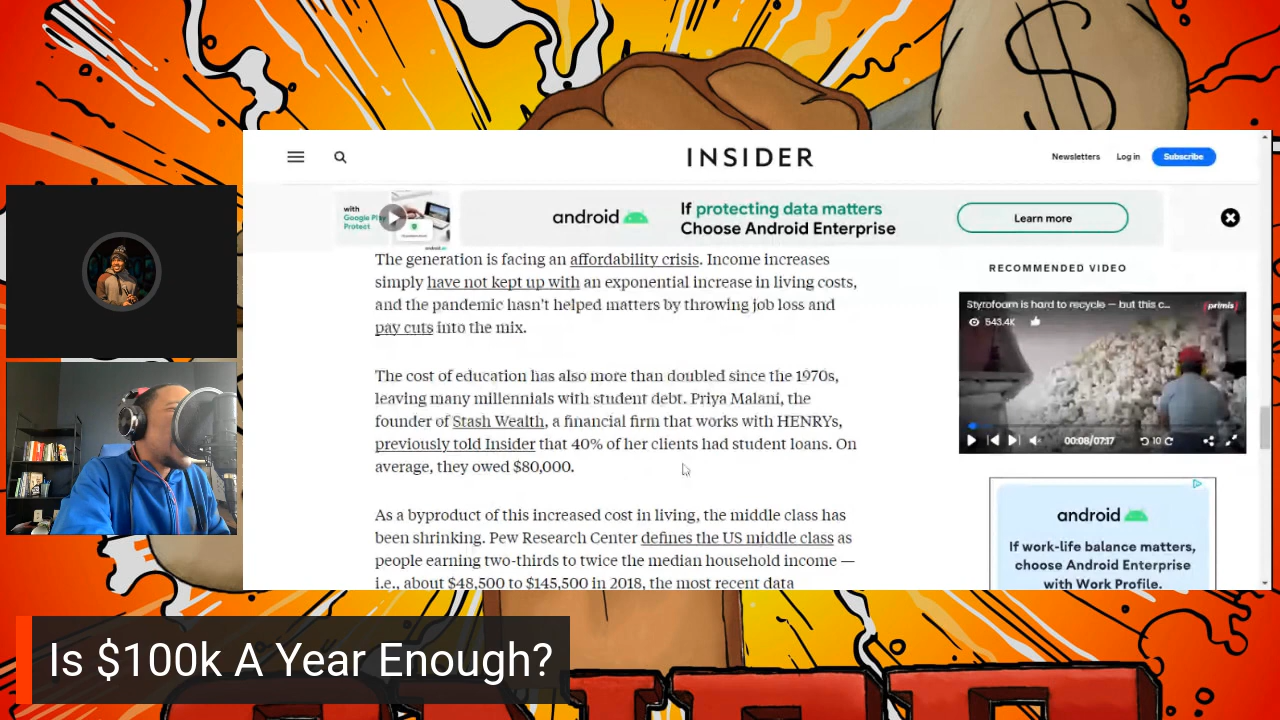 INSIDER
Newsletters
Log in
Subscribe
with
Google Play
Protect
android
If protecting data matters
Choose Android Enterprise
Learn more
The generation is facing an affordability crisis. Income increases
simply have not kept up with an exponential increase in living costs,
and the pandemic hasn't helped matters by throwing job loss and
pay cuts into the mix.
The cost of education has also more than doubled since the 1970s,
leaving many millennials with student debt. Priya Malani, the
founder of Stash Wealth, a financial firm that works with HENRYs,
previously told Insider that 40% of her clients had student loans. On
average, they owed $80,000.
As a byproduct of this increased cost in living, the middle class has
been shrinking. Pew Research Center defines the US middle class as
people earning two-thirds to twice the median household income —
i.e., about $48,500 to $145,500 in 2018, the most recent data
RECOMMENDED VIDEO
Styrofoam is hard to recycle — but this c...
primis
543.4K
00:08/07:17
10
android
If work-life balance matters,
choose Android Enterprise
with Work Profile.
$
Is $100k A Year Enough?